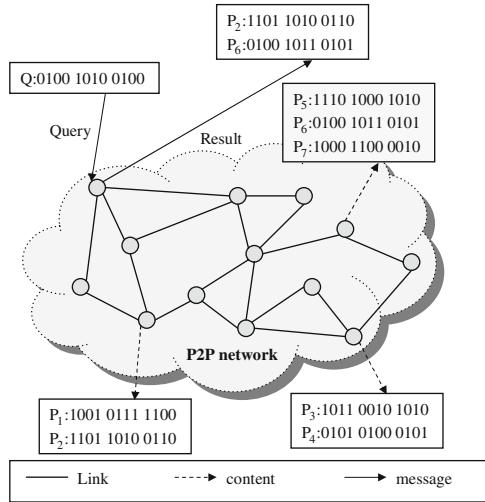 P2:1101 1010 0110
P6:0100 1011 0101
Q:0100 1010 0100
P5:1110 1000 1010
P6:0100 1011 0101
P7:1000 1100 0010
Query
Result
P2P network
P1:1001 0111 1100
P2:1101 1010 0110
P3:1011 0010 1010
P4:0101 0100 0101
Link content message